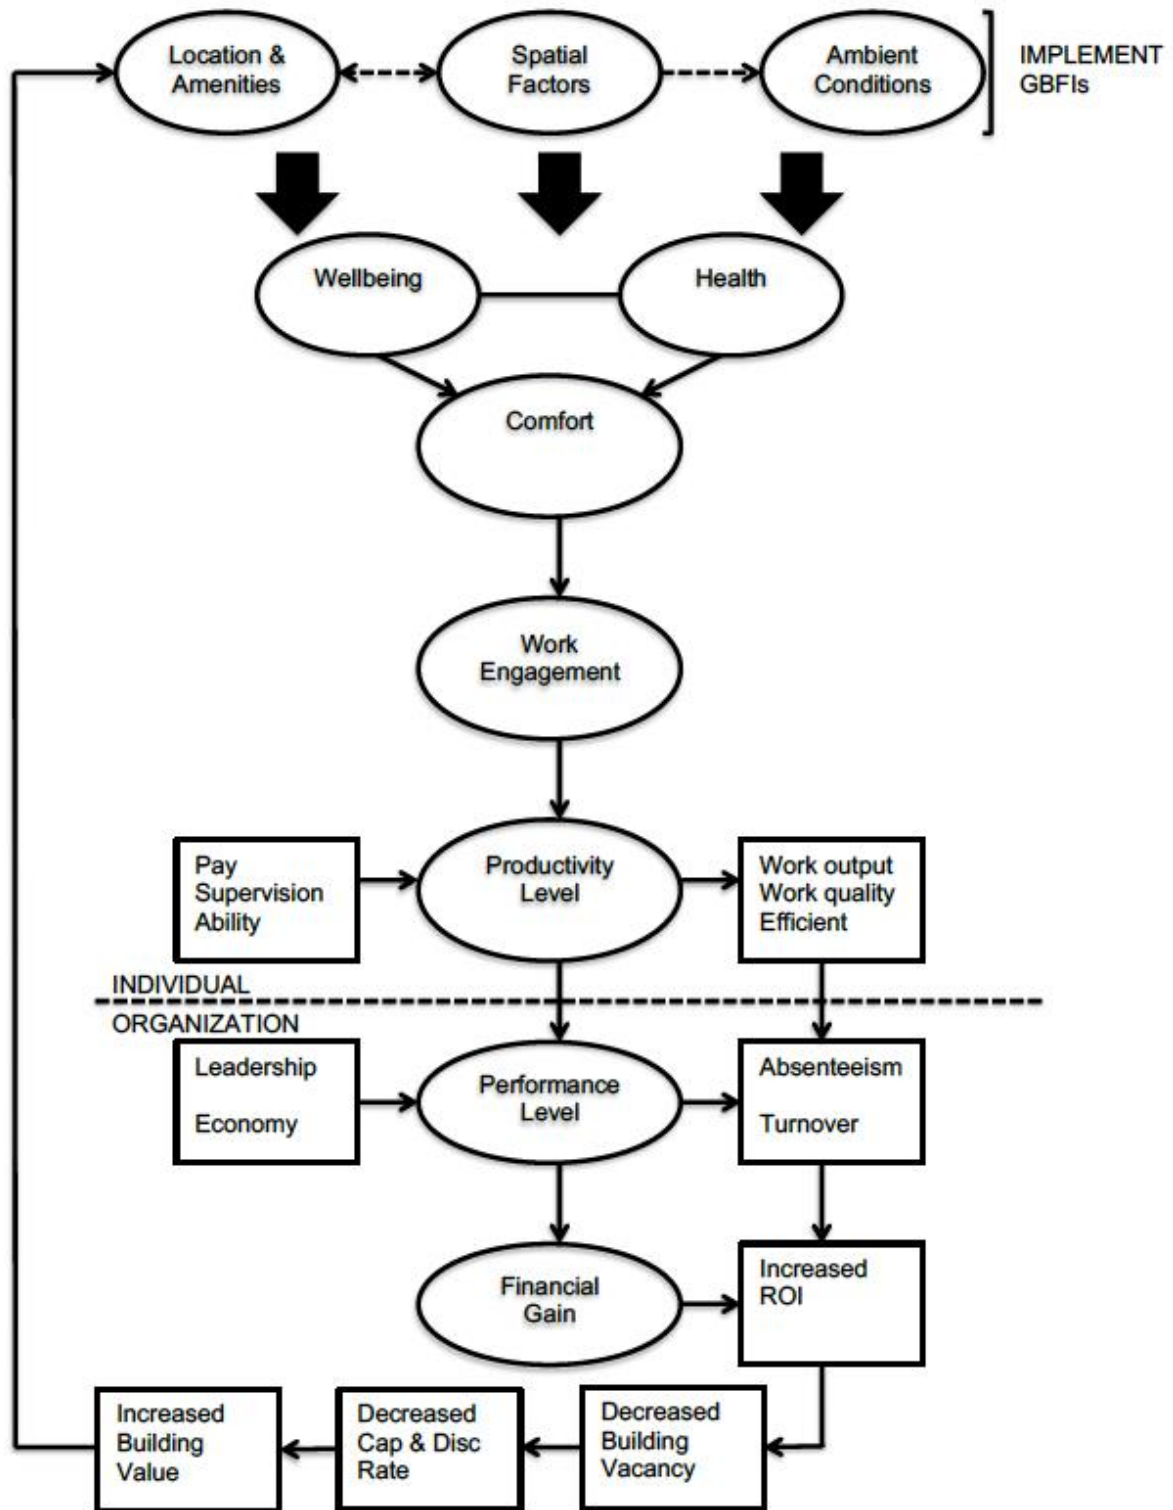 Location &
Amenities
Spatial
Factors
Ambient
Conditions
IMPLEMENT
GBFIs
Wellbeing
Health
Comfort
Work
Engagement
Pay
Supervision
Ability
Productivity
Level
Work output
Work quality
Efficient
INDIVIDUAL
ORGANIZATION
Leadership
Economy
Performance
Level
Absenteeism
Turnover
Financial
Gain
Increased
ROI
Increased
Building
Value
Decreased
Cap & Disc
Rate
Decreased
Building
Vacancy